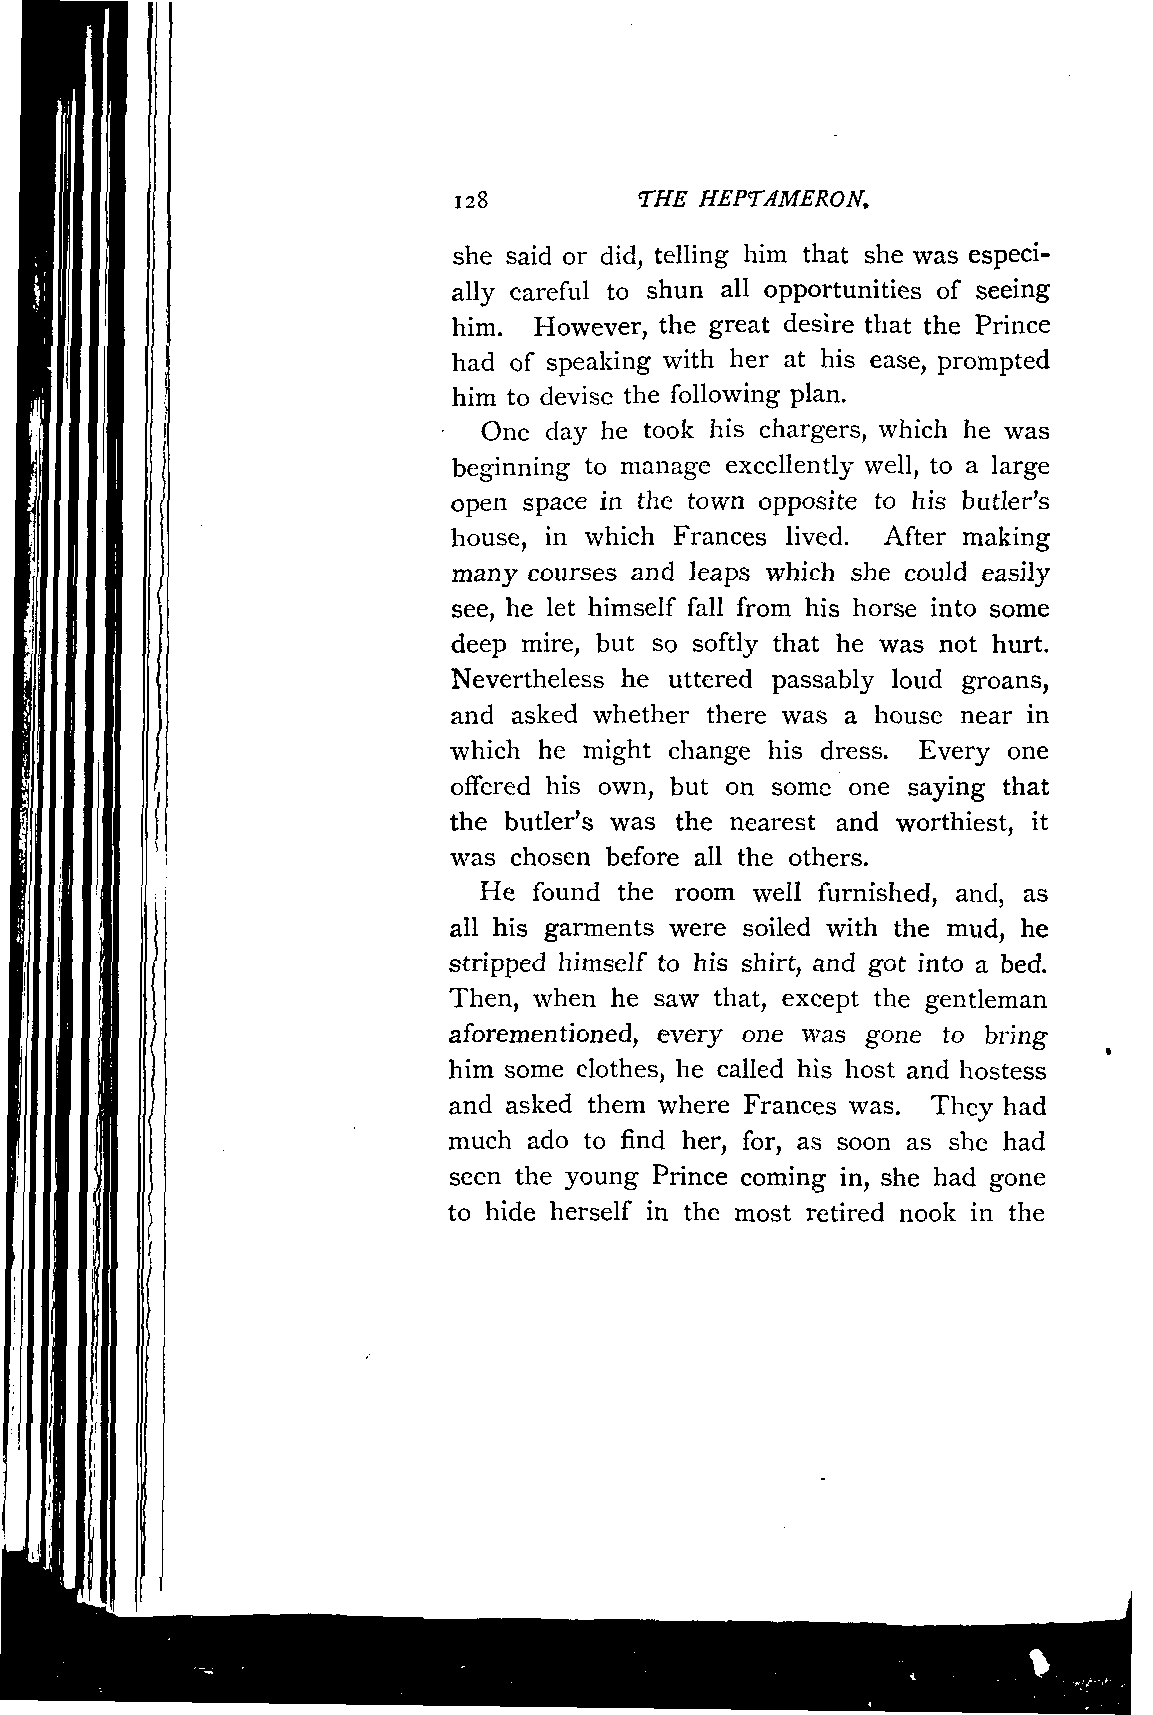 128 THE HEPTAMERON.
she said or did, telling him that she was especi-
ally careful to shun all opportunities of seeing
him. However, the great desire that the Prince
had of speaking with her at his ease, prompted
him to devise the following plan.
One day he took his chargers, which he was
beginning to manage excellently well, to a large
open space in the town opposite to his butler's
house, in which Frances lived. After making
many courses and leaps which she could easily
see, he let himself fall from his horse into some
deep mire, but so softly that he was not hurt.
Nevertheless he uttered passably loud groans,
and asked whether there was a house near in
which he might change his dress. Every one
offered his own, but on some one saying that
the butler's was the nearest and worthiest, it
was chosen before all the others.
He found the room well furnished, and, as
all his garments were soiled with the mud, he
stripped himself to his shirt, and got into a bed.
Then, when he saw that, except the gentleman
aforementioned, every one was gone to bring
him some clothes, he called his host and hostess
and asked them where Frances was. They had
much ado to find her, for, as soon as she had
seen the young Prince coming in, she had gone
to hide herself in the most retired nook in the